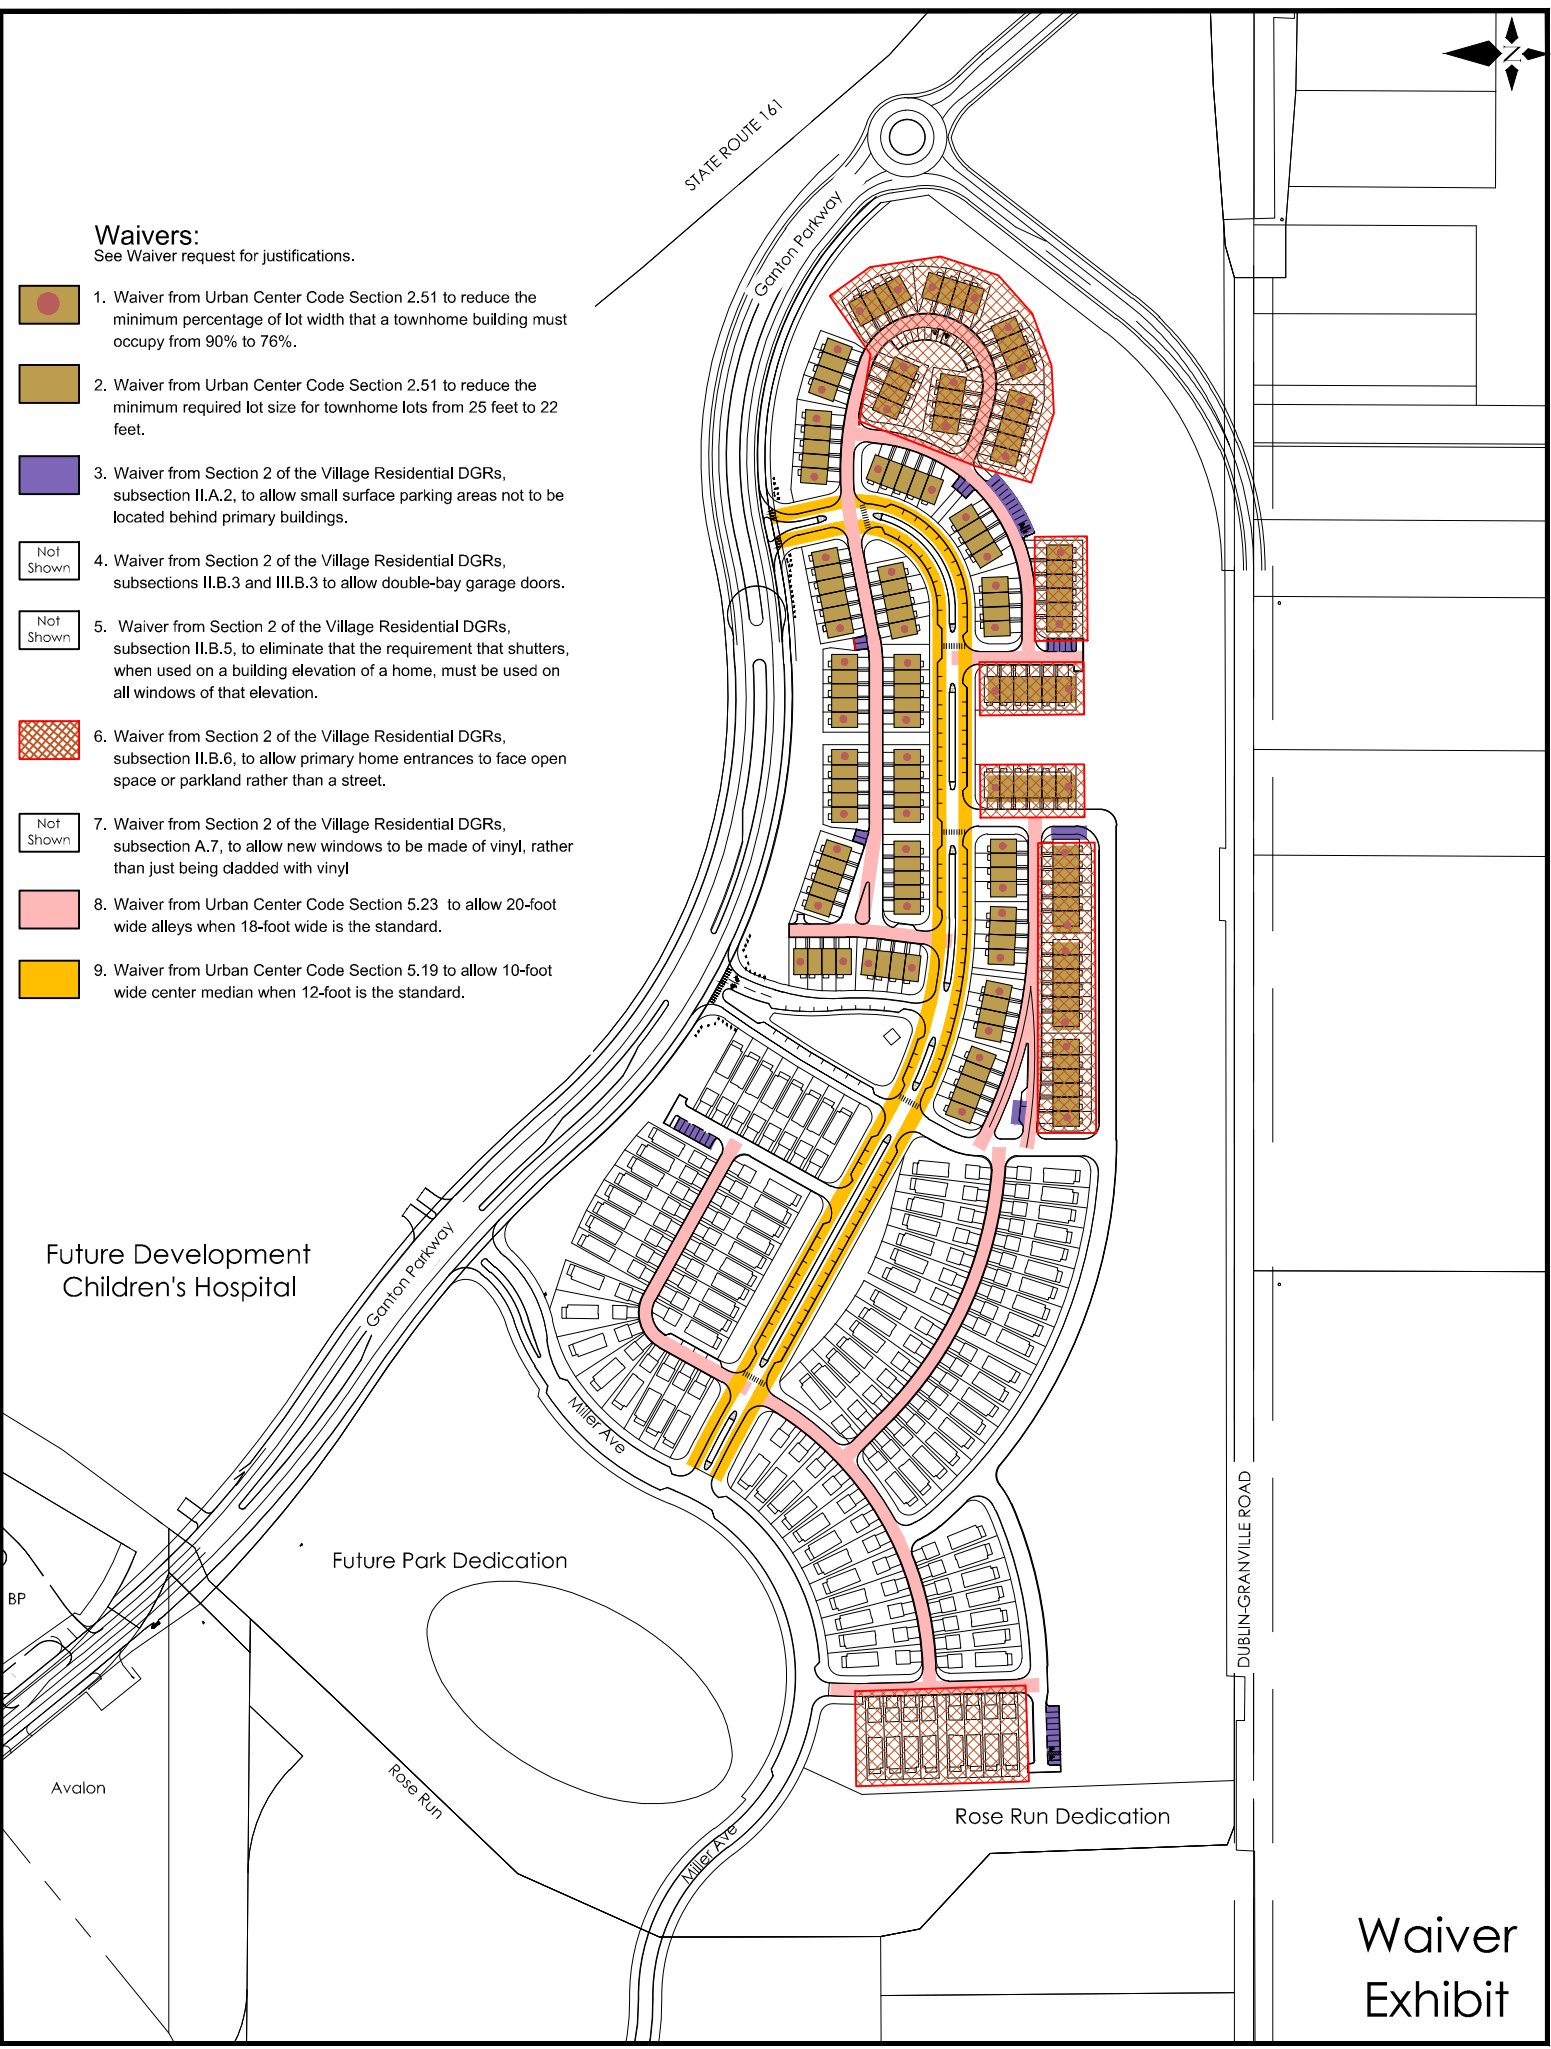 N
STATE ROUTE 161
Ganton Parkway
Waivers:
See Waiver request for justifications.
1. Waiver from Urban Center Code Section 2.51 to reduce the
minimum percentage of lot width that a townhome building must
occupy from 90% to 76%.
2. Waiver from Urban Center Code Section 2.51 to reduce the
minimum required lot size for townhome lots from 25 feet to 22
feet.
3. Waiver from Section 2 of the Village Residential DGRs,
subsection II.A.2, to allow small surface parking areas not to be
located behind primary buildings.
Not
Shown
4. Waiver from Section 2 of the Village Residential DGRs,
subsections II.B.3 and III.B.3 to allow double-bay garage doors.
Not
Shown
5. Waiver from Section 2 of the Village Residential DGRs,
subsection II.B.5, to eliminate that the requirement that shutters,
when used on a building elevation of a home, must be used on
all windows of that elevation.
6. Waiver from Section 2 of the Village Residential DGRs,
subsection II.B.6, to allow primary home entrances to face open
space or parkland rather than a street.
Not
Shown
7. Waiver from Section 2 of the Village Residential DGRs,
subsection A.7, to allow new windows to be made of vinyl, rather
than just being cladded with vinyl
8. Waiver from Urban Center Code Section 5.23 to allow 20-foot
wide alleys when 18-foot wide is the standard.
9. Waiver from Urban Center Code Section 5.19 to allow 10-foot
wide center median when 12-foot is the standard.
Future Development
Children's Hospital
Ganton Parkway
Miller Ave
DUBLIN-GRANVILLE ROAD
Future Park Dedication
BP
Avalon
Rose Run
Rose Run Dedication
Miller Ave
Waiver
Exhibit